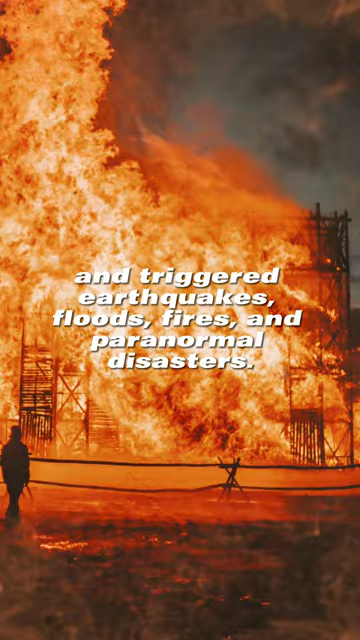 and triggered
earthquakes,
floods, fires, and
paranormal
disasters.